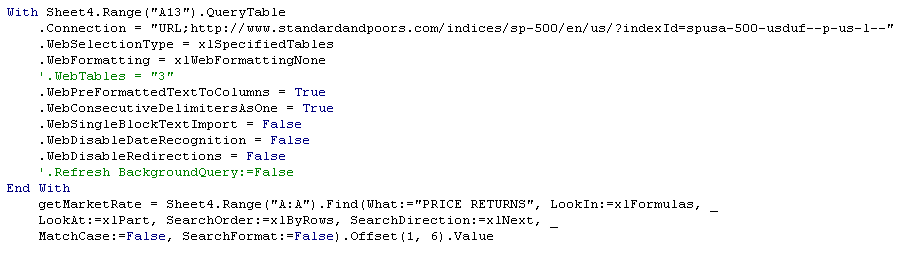 With Sheet4.Range("A13").QueryTable
.Connection = "URL;http://www.standardandpoors.com/indices/sp-500/en/us/?indexId=spusa-500-usduf--p-us-l--"
.WebSelectionType = xlSpecifiedTables
.WebFormatting = xlWebFormattingNone
'.WebTables = "3"
.WebPreFormattedTextToColumns = True
.WebConsecutiveDelimitersAsOne = True
.WebSingleBlockTextImport = False
.WebDisableDateRecognition = False
.WebDisableRedirections = False
'.Refresh BackgroundQuery:=False
End With
getMarketRate = Sheet4.Range("A:A").Find(What:="PRICE RETURNS", LookIn:=xlFormulas, _
LookAt:=xlPart, SearchOrder:=xlByRows, SearchDirection:=xlNext, _
MatchCase:=False, SearchFormat:=False).Offset(1, 6).Value